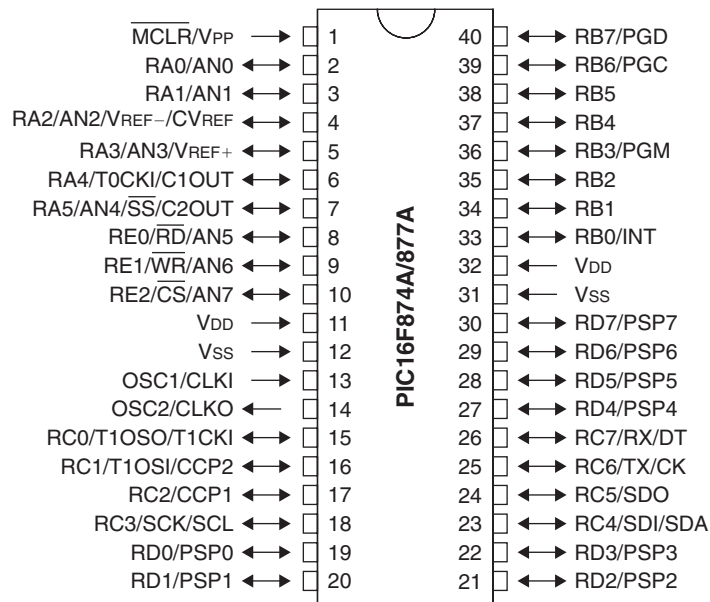 M̅C̅L̅R̅/VPP 1 40 RB7/PGD
RA0/AN0 2 39 RB6/PGC
RA1/AN1 3 38 RB5
RA2/AN2/VREF-/CVREF 4 37 RB4
RA3/AN3/VREF+ 5 36 RB3/PGM
RA4/T0CKI/C1OUT 6 35 RB2
RA5/AN4/S̅S̅/C2OUT 7 34 RB1
RE0/R̅D̅/AN5 8 33 RB0/INT
RE1/W̅R̅/AN6 9 32 VDD
RE2/C̅S̅/AN7 10 31 VSS
VDD 11 30 RD7/PSP7
VSS 12 29 RD6/PSP6
OSC1/CLKI 13 28 RD5/PSP5
OSC2/CLKO 14 27 RD4/PSP4
RC0/T1OSO/T1CKI 15 26 RC7/RX/DT
RC1/T1OSI/CCP2 16 25 RC6/TX/CK
RC2/CCP1 17 24 RC5/SDO
RC3/SCK/SCL 18 23 RC4/SDI/SDA
RD0/PSP0 19 22 RD3/PSP3
RD1/PSP1 20 21 RD2/PSP2
PIC16F874A/877A